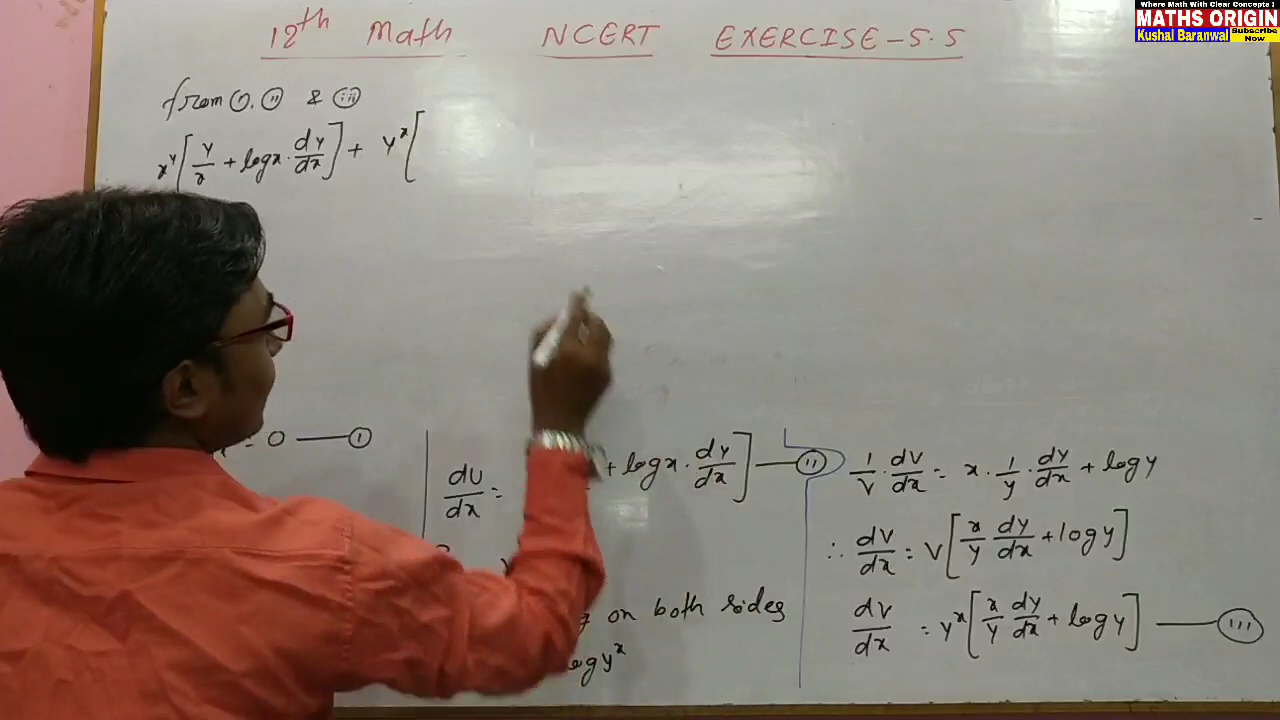 Where Math With Clear Concepts !
MATHS ORIGIN
Kushal Baranwal Subscribe Now
12th Math NCERT EXERCISE-5.5
from (i), (ii) & (iii)
x^y [y/x + logx · dy/dx] + y^x [
= 0 —— (i)
du/dx = + logx · dy/dx] —— (ii)
on both sides
log y^x
1/v · dv/dx = x · 1/y · dy/dx + log y
∴ dv/dx = v [x/y dy/dx + log y]
dv/dx = y^x [x/y dy/dx + log y] —— (iii)